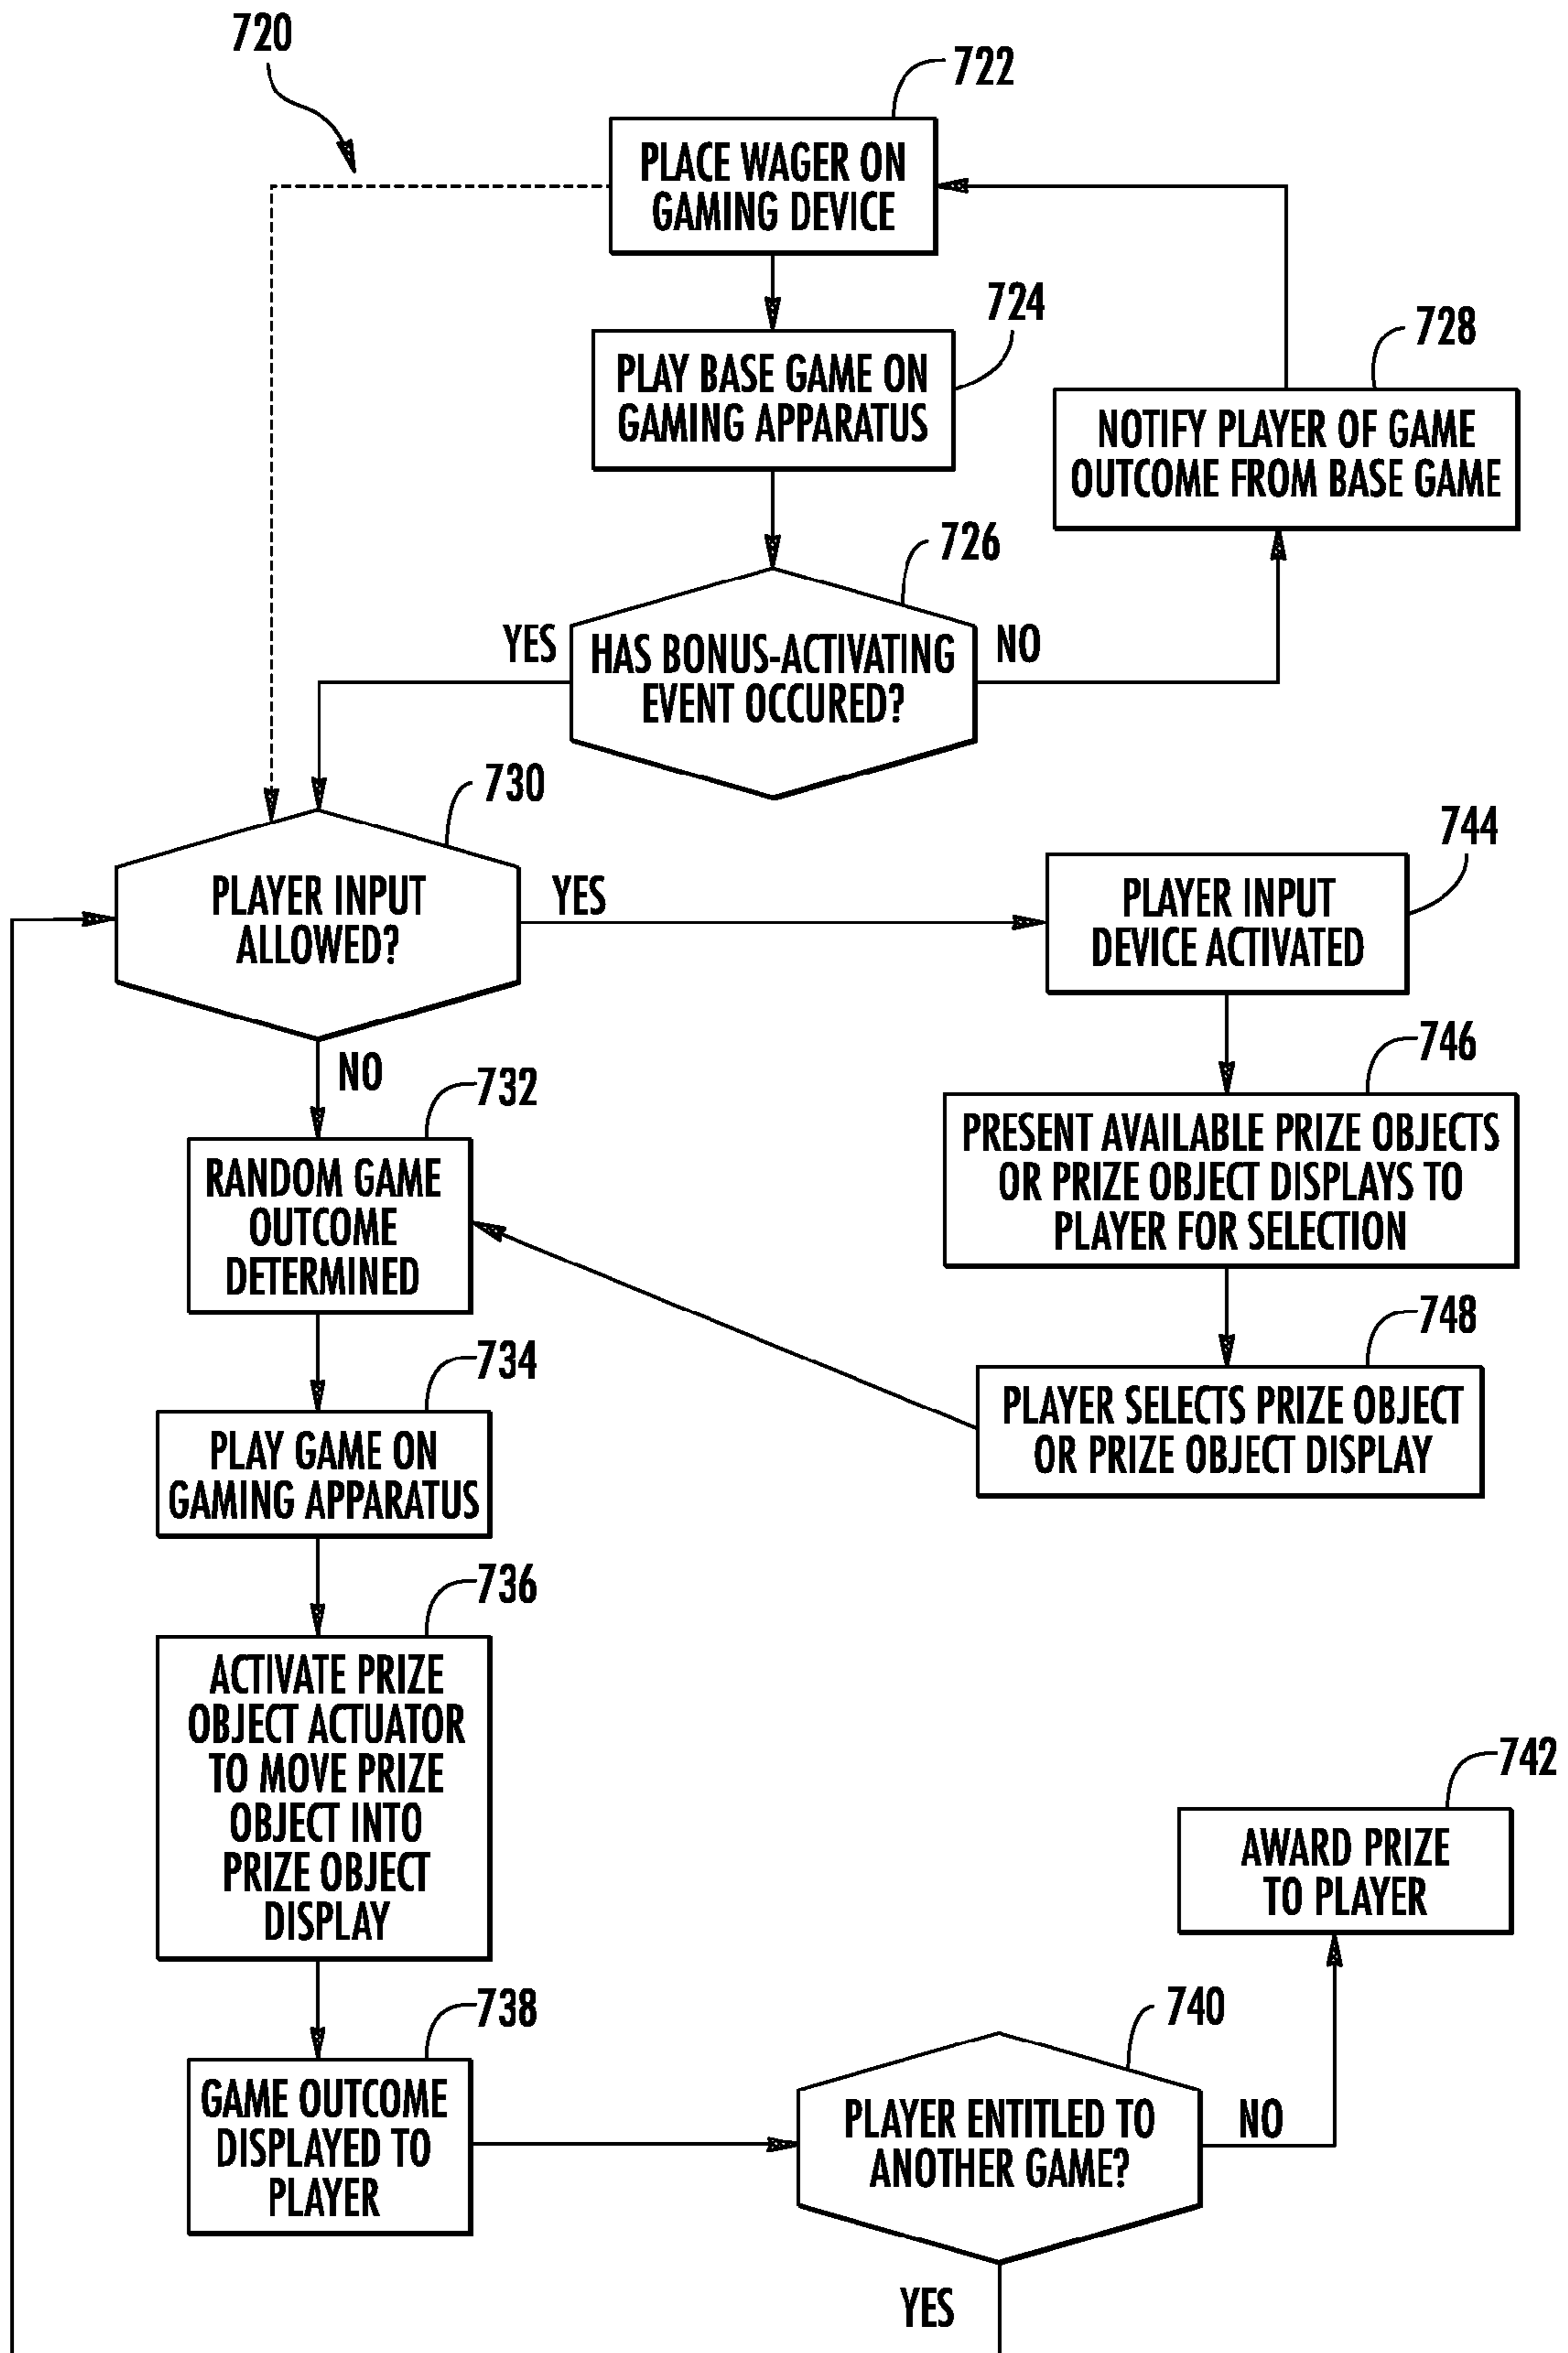 720
722
PLACE WAGER ON
GAMING DEVICE
724
PLAY BASE GAME ON
GAMING APPARATUS
728
NOTIFY PLAYER OF GAME
OUTCOME FROM BASE GAME
726
YES
HAS BONUS-ACTIVATING
EVENT OCCURED?
NO
730
PLAYER INPUT
ALLOWED?
YES
744
PLAYER INPUT
DEVICE ACTIVATED
NO
732
RANDOM GAME
OUTCOME
DETERMINED
746
PRESENT AVAILABLE PRIZE OBJECTS
OR PRIZE OBJECT DISPLAYS TO
PLAYER FOR SELECTION
748
PLAYER SELECTS PRIZE OBJECT
OR PRIZE OBJECT DISPLAY
734
PLAY GAME ON
GAMING APPARATUS
736
ACTIVATE PRIZE
OBJECT ACTUATOR
TO MOVE PRIZE
OBJECT INTO
PRIZE OBJECT
DISPLAY
742
AWARD PRIZE
TO PLAYER
738
GAME OUTCOME
DISPLAYED TO
PLAYER
740
PLAYER ENTITLED TO
ANOTHER GAME?
NO
YES